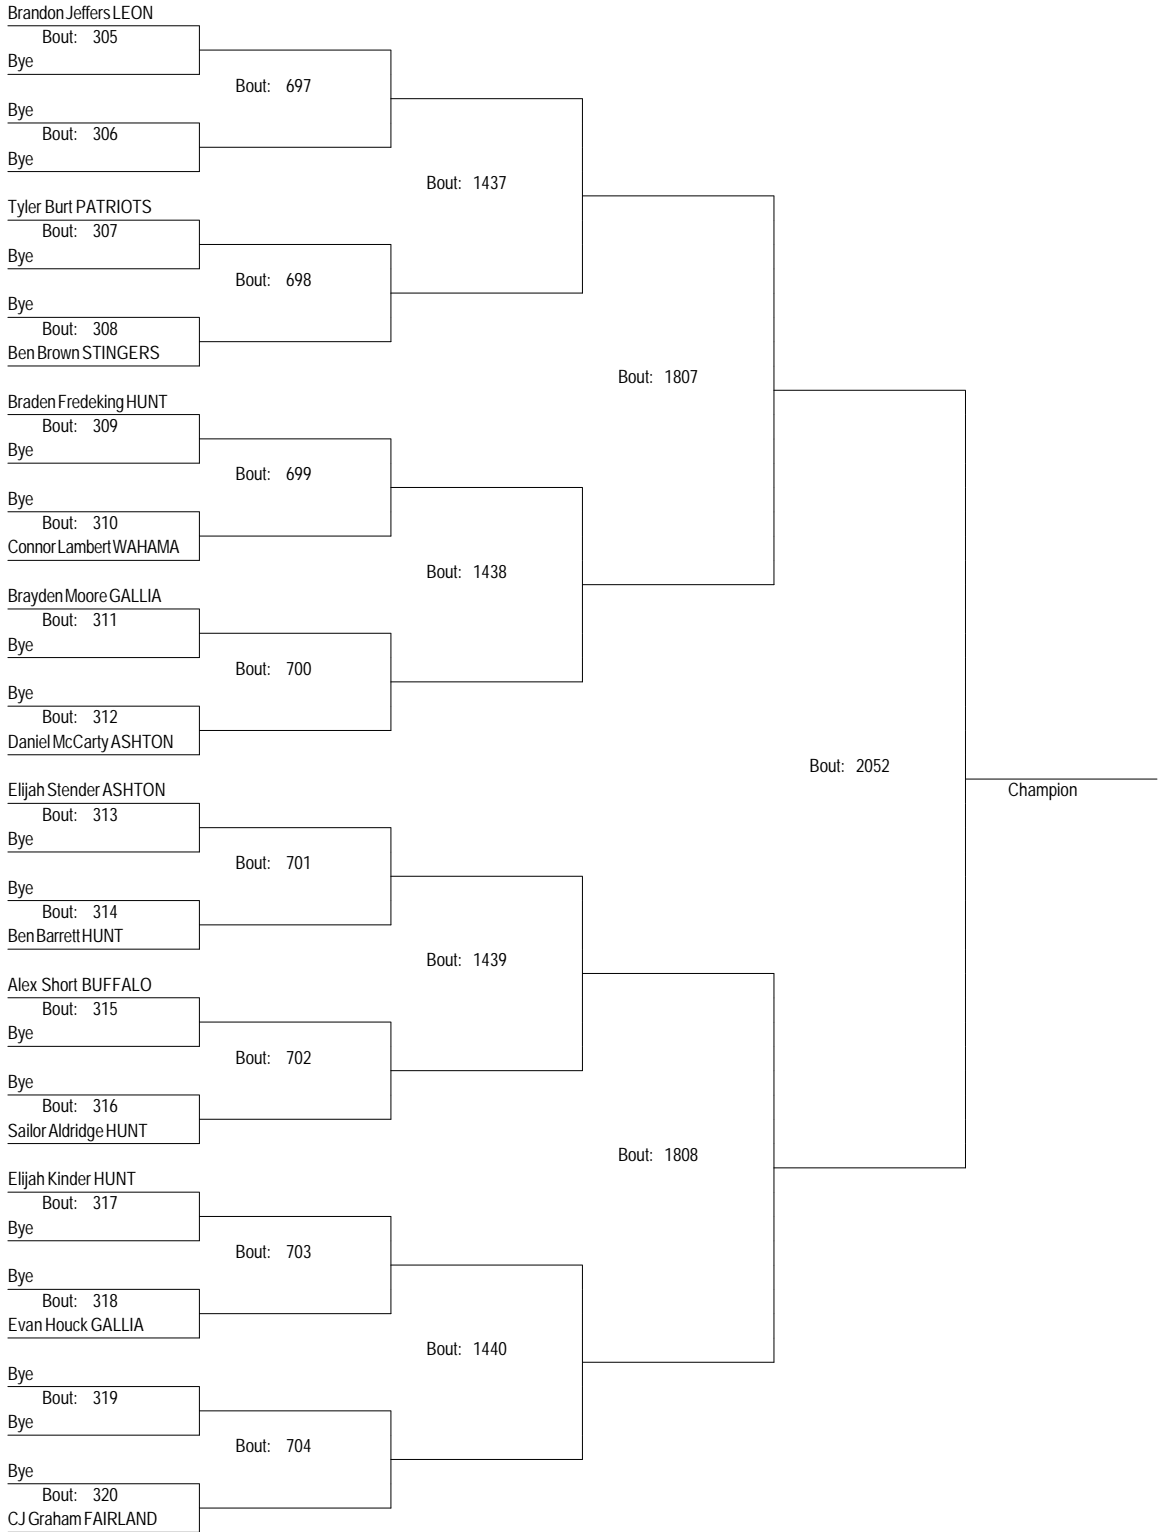 Brandon Jeffers LEON
Bout: 305
Bye
Bout: 697
Bye
Bout: 306
Bye
Bout: 1437
Tyler Burt PATRIOTS
Bout: 307
Bye
Bout: 698
Bye
Bout: 308
Ben Brown STINGERS
Bout: 1807
Braden Fredeking HUNT
Bout: 309
Bye
Bout: 699
Bye
Bout: 310
Connor Lambert WAHAMA
Bout: 1438
Brayden Moore GALLIA
Bout: 311
Bye
Bout: 700
Bye
Bout: 312
Daniel McCarty ASHTON
Bout: 2052
Champion
Elijah Stender ASHTON
Bout: 313
Bye
Bout: 701
Bye
Bout: 314
Ben Barrett HUNT
Bout: 1439
Alex Short BUFFALO
Bout: 315
Bye
Bout: 702
Bye
Bout: 316
Sailor Aldridge HUNT
Bout: 1808
Elijah Kinder HUNT
Bout: 317
Bye
Bout: 703
Bye
Bout: 318
Evan Houck GALLIA
Bout: 1440
Bye
Bout: 319
Bye
Bout: 704
Bye
Bout: 320
CJ Graham FAIRLAND